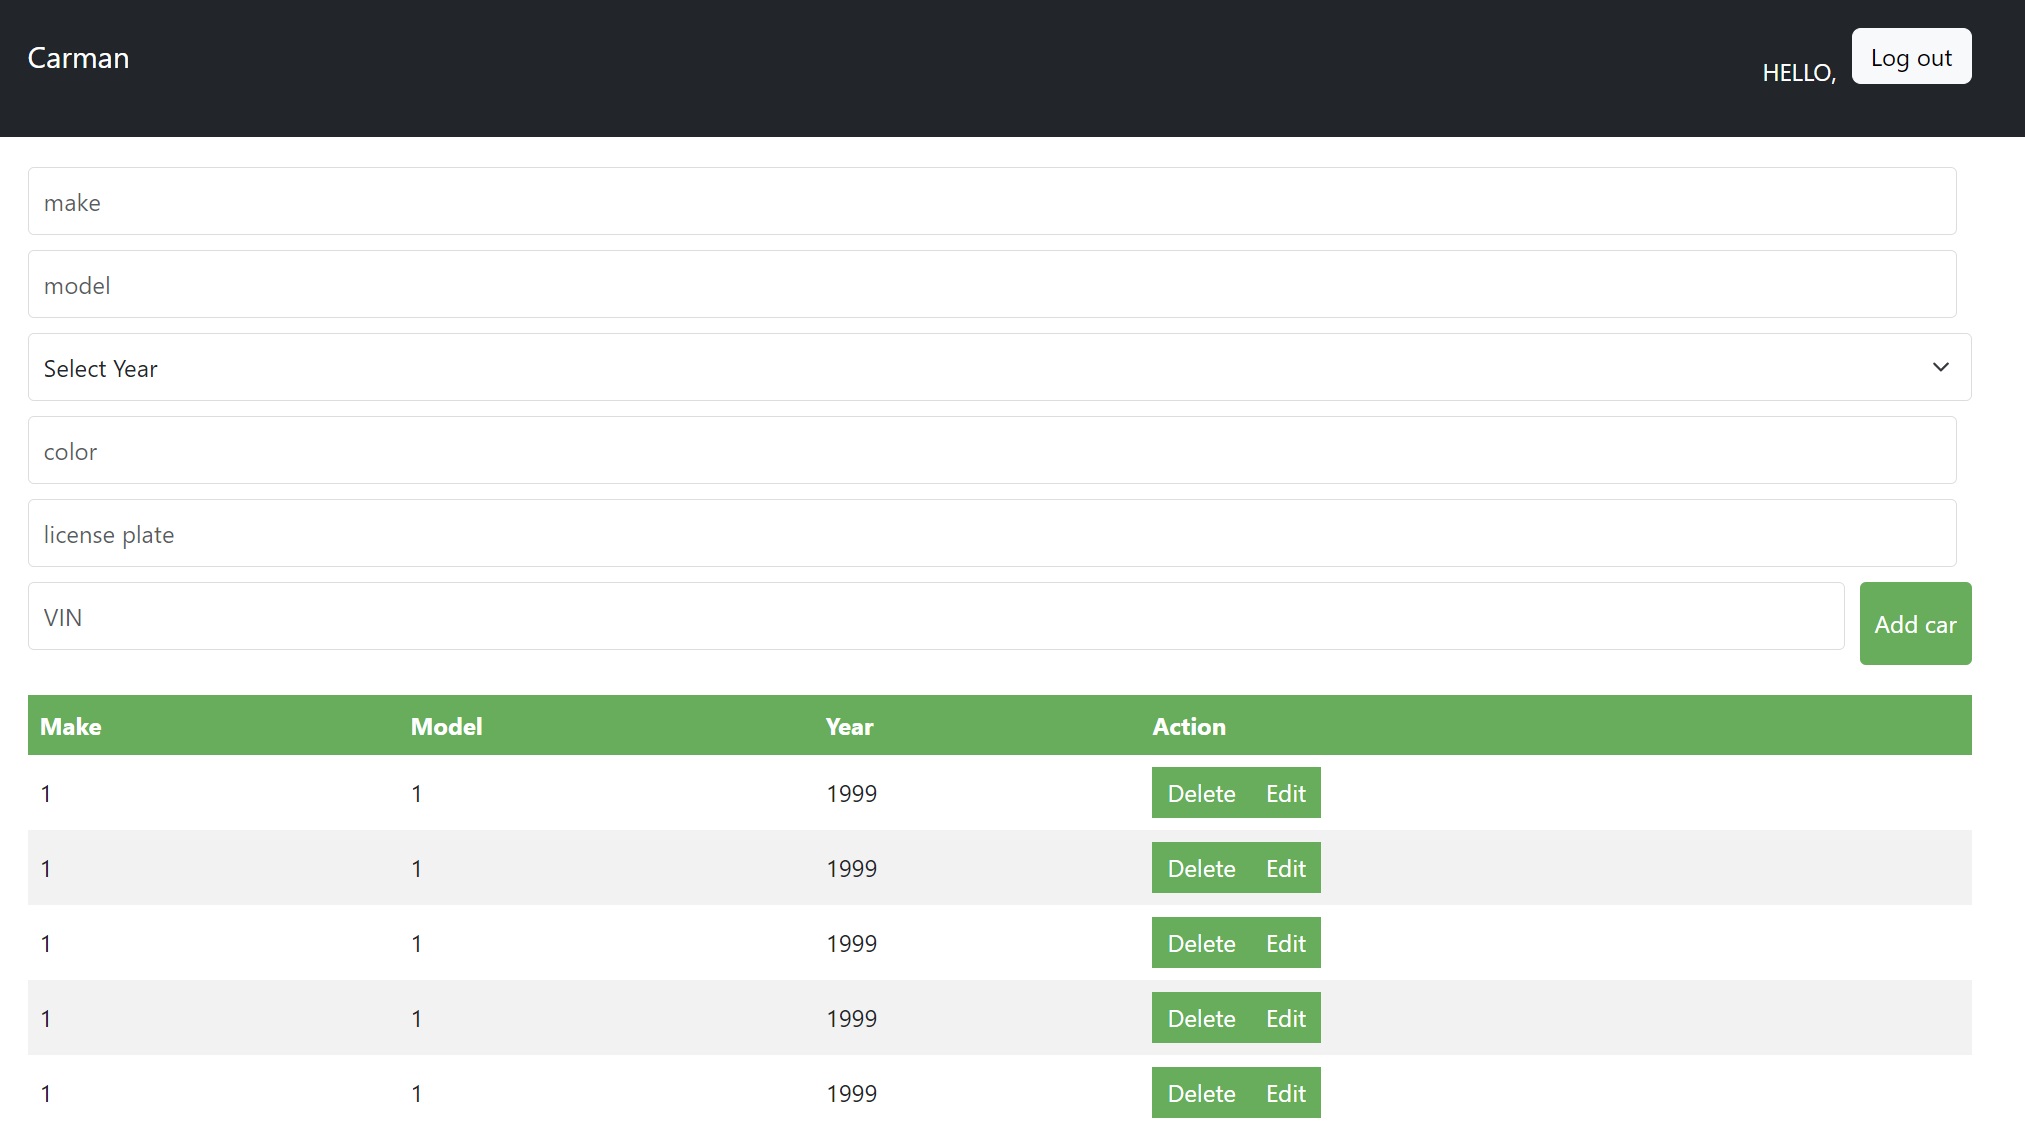 Carman
HELLO, Log out
make
model
Select Year
color
license plate
VIN
Add car
Make Model Year Action
1 1 1999 Delete Edit
1 1 1999 Delete Edit
1 1 1999 Delete Edit
1 1 1999 Delete Edit
1 1 1999 Delete Edit